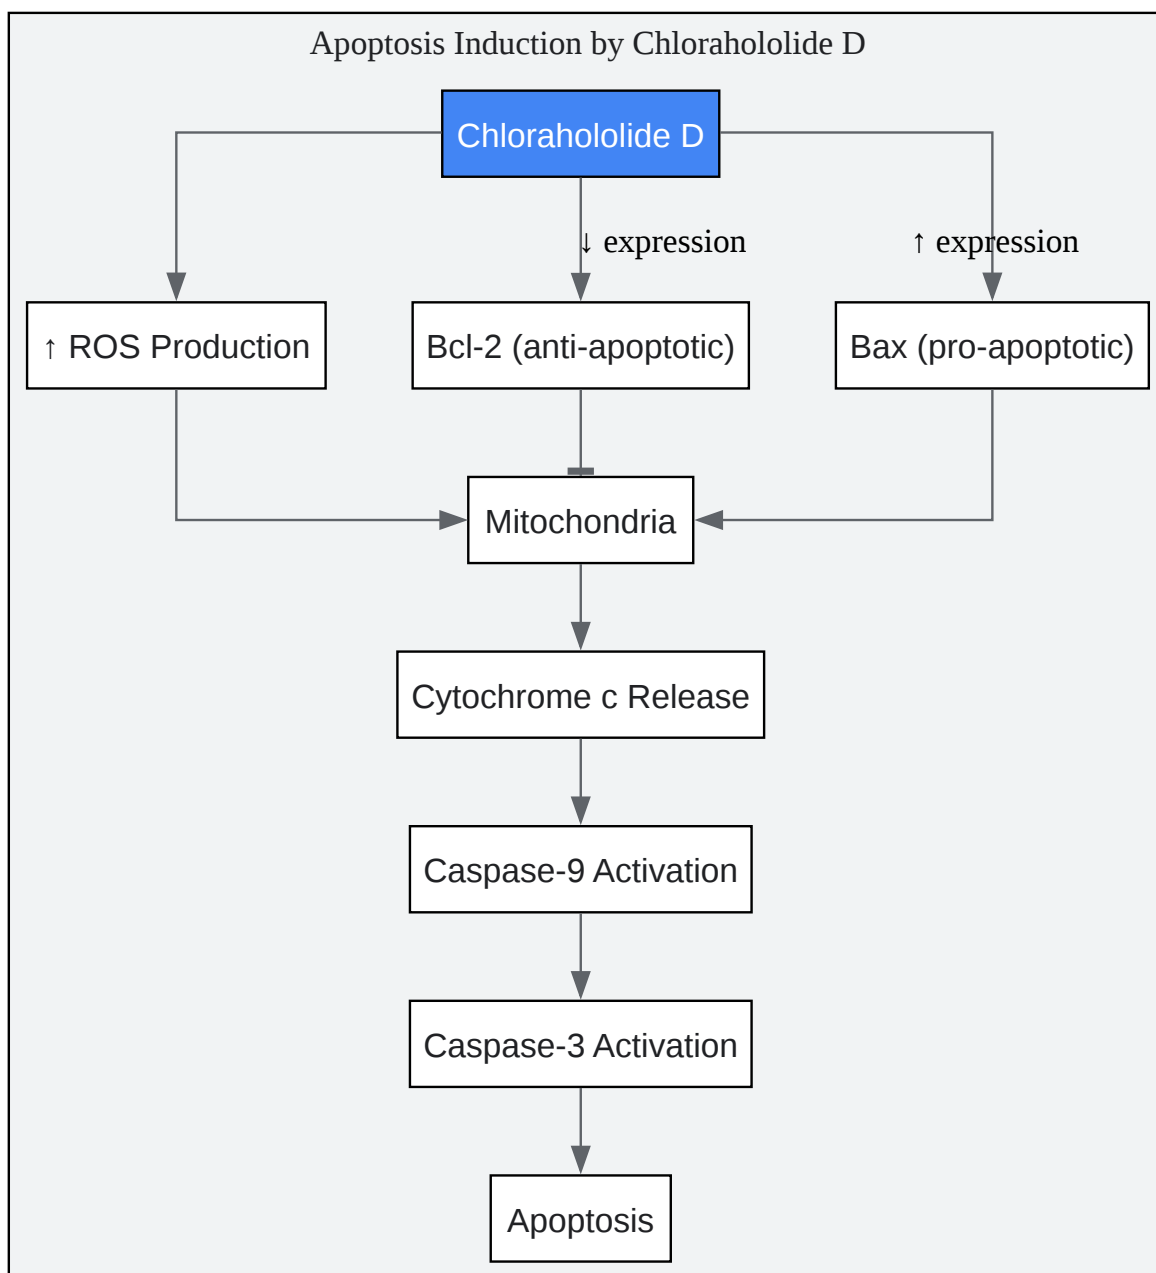 Apoptosis Induction by Chlorahololide D
Chlorahololide D
↓ expression
↑ expression
↑ ROS Production
Bcl-2 (anti-apoptotic)
Bax (pro-apoptotic)
Mitochondria
Cytochrome c Release
Caspase-9 Activation
Caspase-3 Activation
Apoptosis